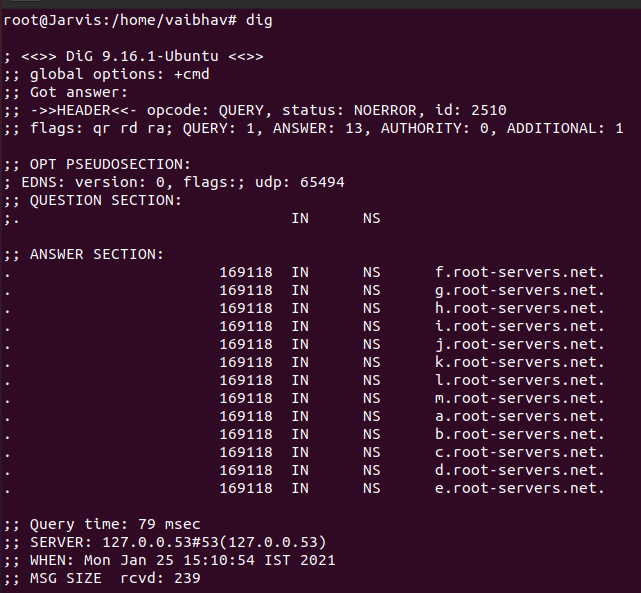 root@Jarvis:/home/vaibhav# dig

; <<>> DiG 9.16.1-Ubuntu <<>>
;; global options: +cmd
;; Got answer:
;; ->>HEADER<<- opcode: QUERY, status: NOERROR, id: 2510
;; flags: qr rd ra; QUERY: 1, ANSWER: 13, AUTHORITY: 0, ADDITIONAL: 1

;; OPT PSEUDOSECTION:
; EDNS: version: 0, flags:; udp: 65494
;; QUESTION SECTION:
;.				IN	NS

;; ANSWER SECTION:
.			169118	IN	NS	f.root-servers.net.
.			169118	IN	NS	g.root-servers.net.
.			169118	IN	NS	h.root-servers.net.
.			169118	IN	NS	i.root-servers.net.
.			169118	IN	NS	j.root-servers.net.
.			169118	IN	NS	k.root-servers.net.
.			169118	IN	NS	l.root-servers.net.
.			169118	IN	NS	m.root-servers.net.
.			169118	IN	NS	a.root-servers.net.
.			169118	IN	NS	b.root-servers.net.
.			169118	IN	NS	c.root-servers.net.
.			169118	IN	NS	d.root-servers.net.
.			169118	IN	NS	e.root-servers.net.

;; Query time: 79 msec
;; SERVER: 127.0.0.53#53(127.0.0.53)
;; WHEN: Mon Jan 25 15:10:54 IST 2021
;; MSG SIZE  rcvd: 239